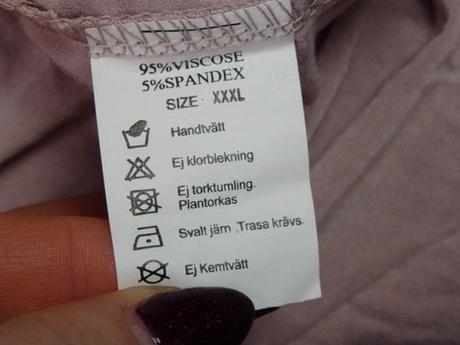 95%VISCOSE
5%SPANDEX
SIZE: XXXL
Handtvätt
Ej klorblekning
Ej torktumling.
Plantorkas
Svalt järn ,Trasa krävs.
Ej Kemtvätt